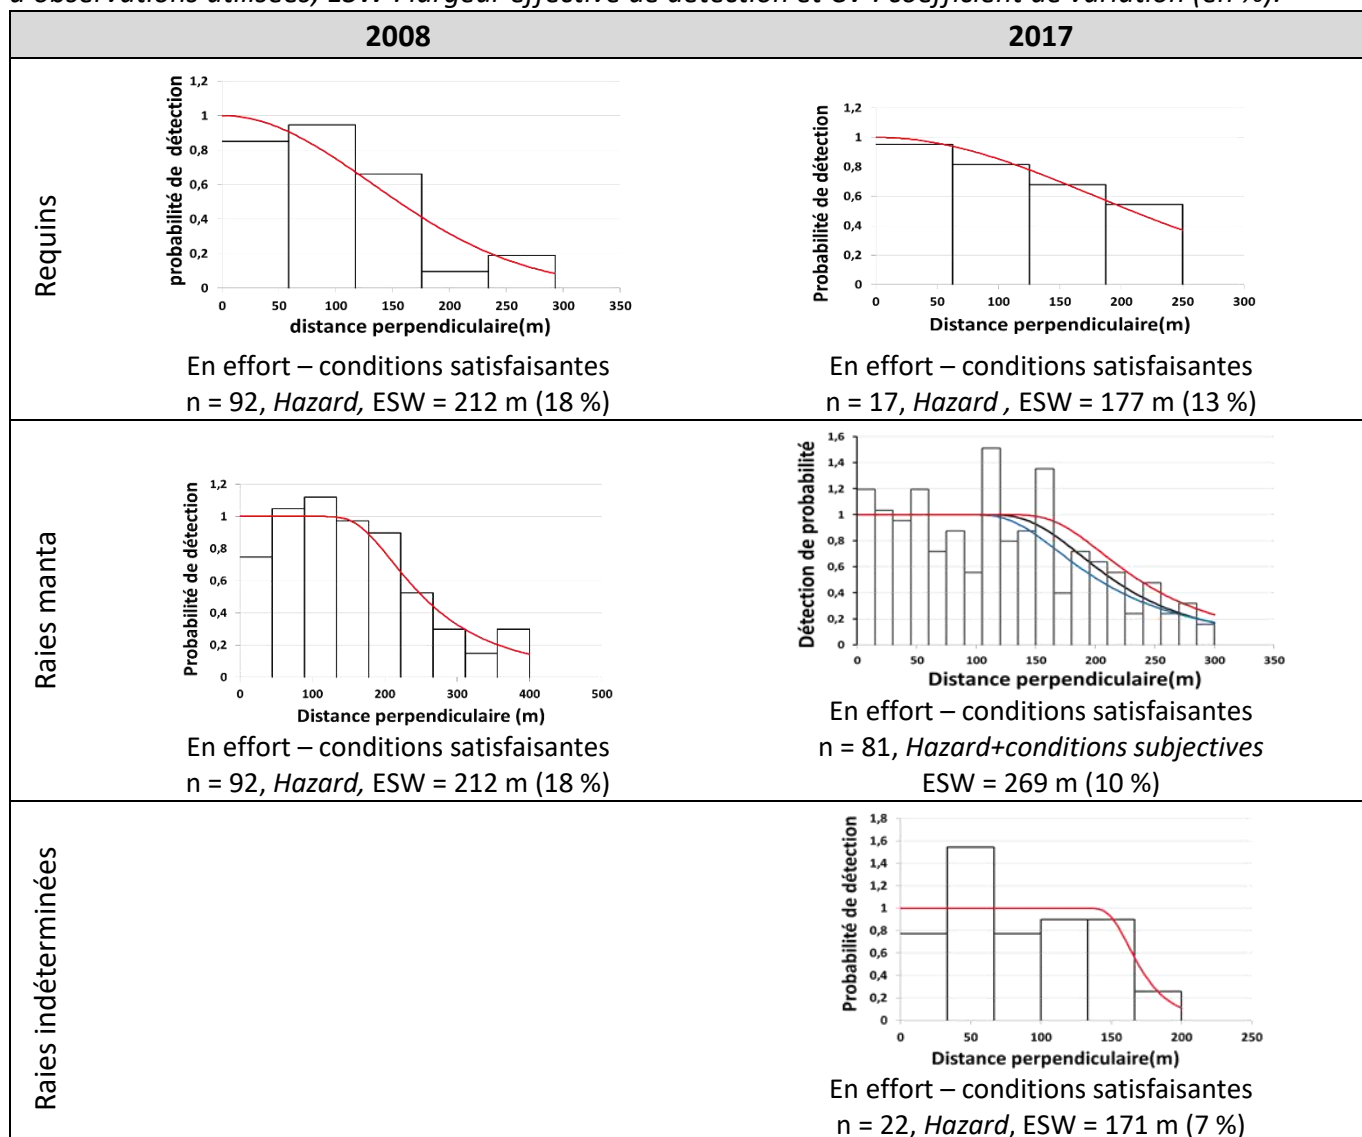 d'observations utilisées, ESW : largeur effective de détection et CV : coefficient de variation (en %).
2008
2017
Requins
probabilité de détection
1,2
1
0,8
0,6
0,4
0,2
0
0 50 100 150 200 250 300 350
distance perpendiculaire(m)
En effort – conditions satisfaisantes
n = 92, Hazard, ESW = 212 m (18 %)
Probabilité de détection
1,2
1
0,8
0,6
0,4
0,2
0
0 50 100 150 200 250 300
Distance perpendiculaire(m)
En effort – conditions satisfaisantes
n = 17, Hazard , ESW = 177 m (13 %)
Raies manta
Probabilité de détection
1,2
1
0,8
0,6
0,4
0,2
0
0 100 200 300 400 500
Distance perpendiculaire (m)
En effort – conditions satisfaisantes
n = 92, Hazard, ESW = 212 m (18 %)
Détection de probabilité
1,6
1,4
1,2
1
0,8
0,6
0,4
0,2
0
0 50 100 150 200 250 300 350
Distance perpendiculaire(m)
En effort – conditions satisfaisantes
n = 81, Hazard+conditions subjectives
ESW = 269 m (10 %)
Raies indéterminées
Probabilité de détection
1,8
1,6
1,4
1,2
1
0,8
0,6
0,4
0,2
0
0 50 100 150 200 250
Distance perpendiculaire(m)
En effort – conditions satisfaisantes
n = 22, Hazard, ESW = 171 m (7 %)